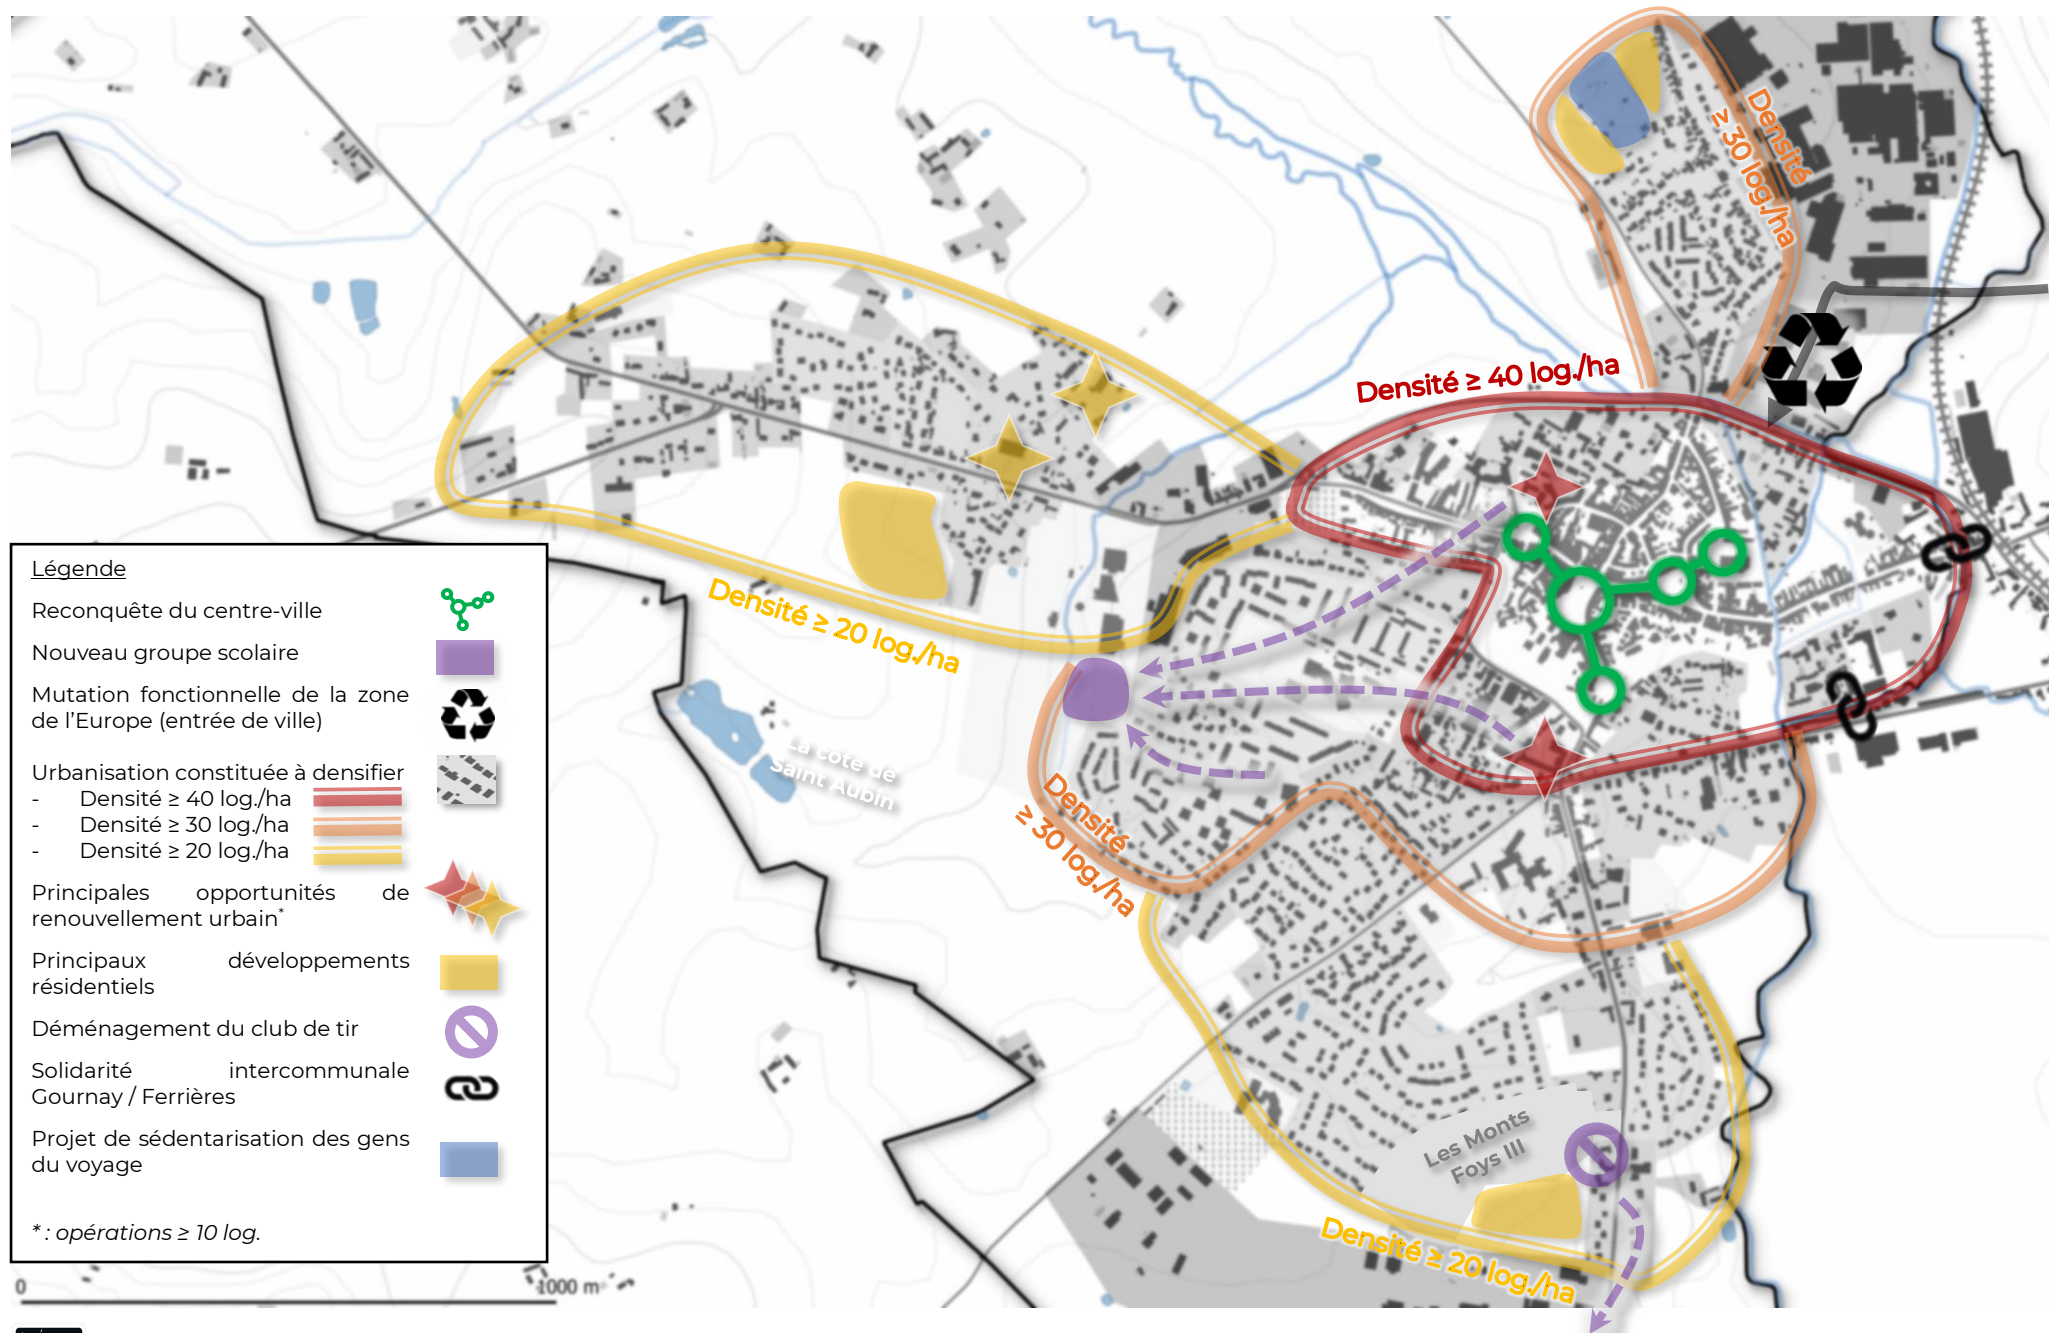 Densité
≥ 30 log./ha
Densité ≥ 40 log./ha
Densité ≥ 20 log./ha
La cote de
Saint Aubin
Densité
≥ 30 log./ha
Les Monts
Foys III
Densité ≥ 20 log./ha
Légende
Reconquête du centre-ville
Nouveau groupe scolaire
Mutation fonctionnelle de la zone
de l'Europe (entrée de ville)
Urbanisation constituée à densifier
- Densité ≥ 40 log./ha
- Densité ≥ 30 log./ha
- Densité ≥ 20 log./ha
Principales opportunités de
renouvellement urbain*
Principaux développements
résidentiels
Déménagement du club de tir
Solidarité intercommunale
Gournay / Ferrières
Projet de sédentarisation des gens
du voyage
* : opérations ≥ 10 log.
0 1000 m